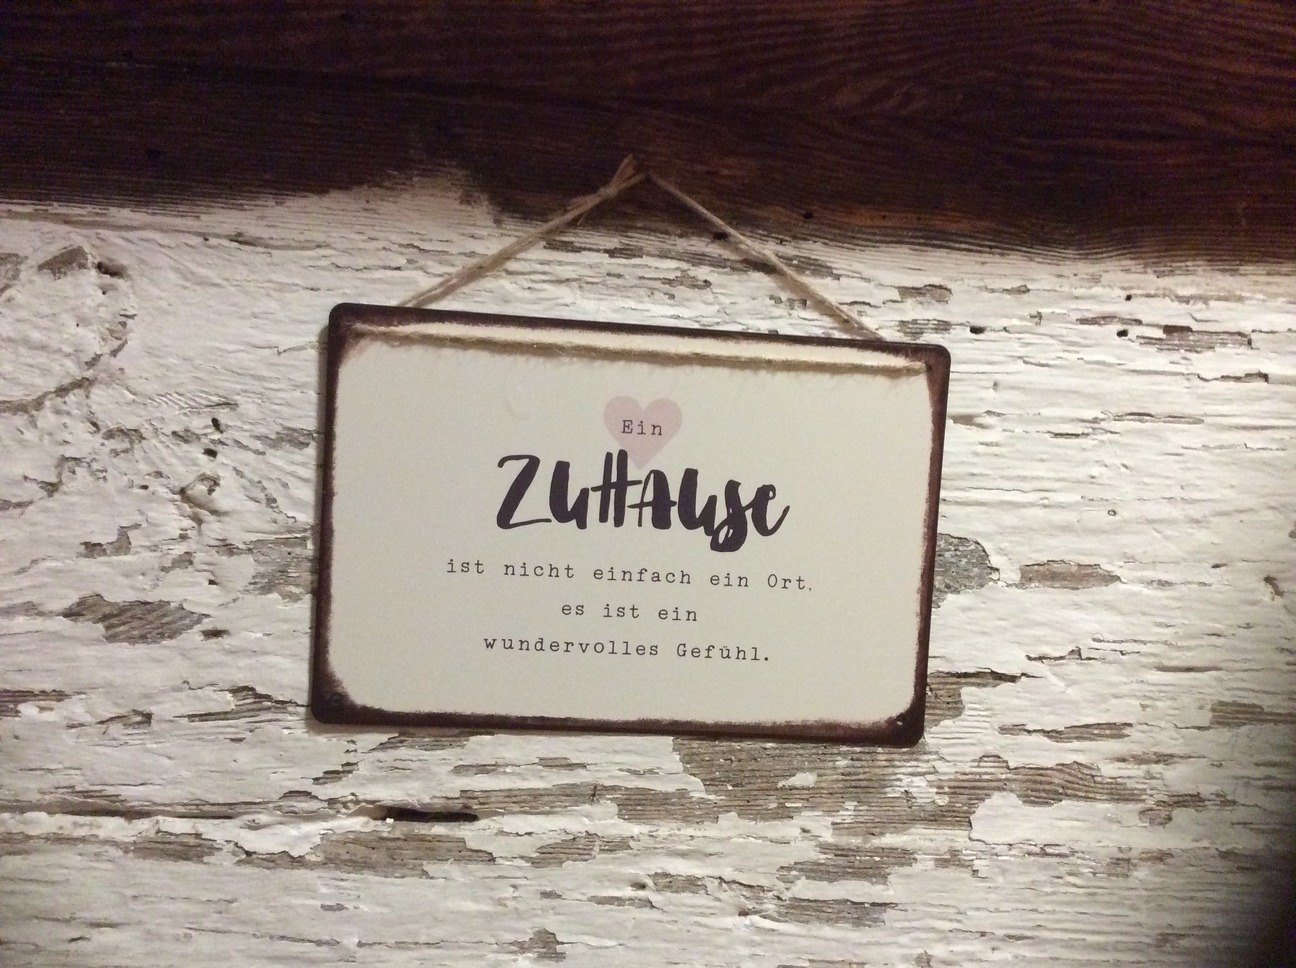 Ein
ZuHAuse
ist nicht einfach ein Ort,
es ist ein
wundervolles Gefühl.